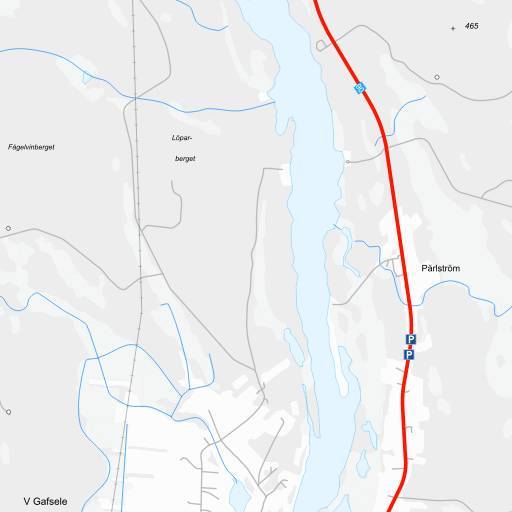 465
Löpar-
berget
Fågelvinberget
Pärlström
P
P
V Gafsele